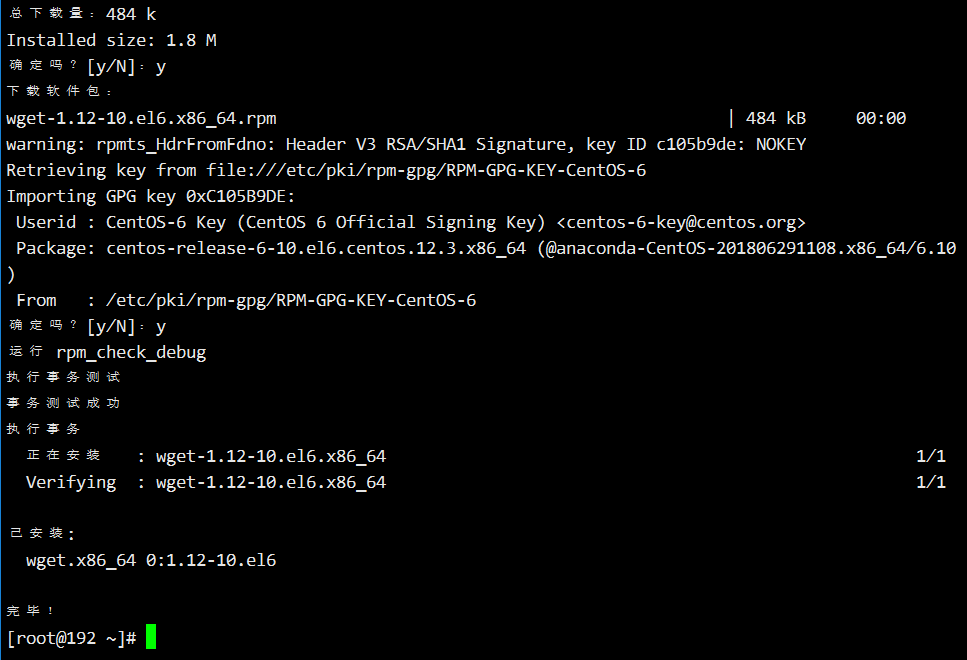 总下载量：484 k
Installed size: 1.8 M
确定吗？[y/N]：y
下载软件包：
wget-1.12-10.el6.x86_64.rpm | 484 kB 00:00
warning: rpmts_HdrFromFdno: Header V3 RSA/SHA1 Signature, key ID c105b9de: NOKEY
Retrieving key from file:///etc/pki/rpm-gpg/RPM-GPG-KEY-CentOS-6
Importing GPG key 0xC105B9DE:
Userid : CentOS-6 Key (CentOS 6 Official Signing Key) <centos-6-key@centos.org>
Package: centos-release-6-10.el6.centos.12.3.x86_64 (@anaconda-CentOS-201806291108.x86_64/6.10
)
From : /etc/pki/rpm-gpg/RPM-GPG-KEY-CentOS-6
确定吗？[y/N]：y
运行 rpm_check_debug
执行事务测试
事务测试成功
执行事务
正在安装 : wget-1.12-10.el6.x86_64 1/1
Verifying : wget-1.12-10.el6.x86_64 1/1
已安装:
wget.x86_64 0:1.12-10.el6
完毕！
[root@192 ~]#